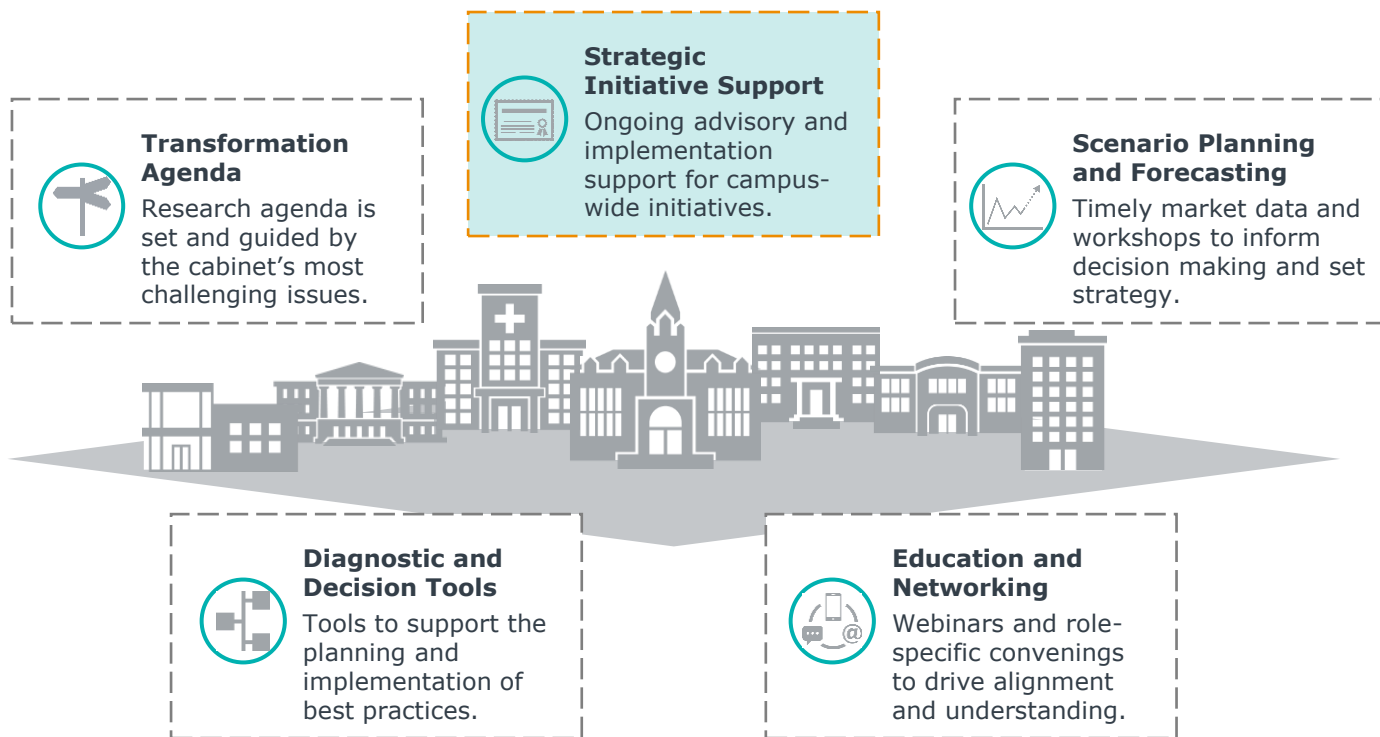 Strategic
Initiative Support
Ongoing advisory and
implementation
support for campus-
wide initiatives.
Transformation
Agenda
Research agenda is
set and guided by
the cabinet's most
challenging issues.
Scenario Planning
and Forecasting
Timely market data and
workshops to inform
decision making and set
strategy.
Diagnostic and
Decision Tools
Tools to support the
planning and
implementation of
best practices.
Education and
Networking
@
Webinars and role-
specific convenings
to drive alignment
and understanding.